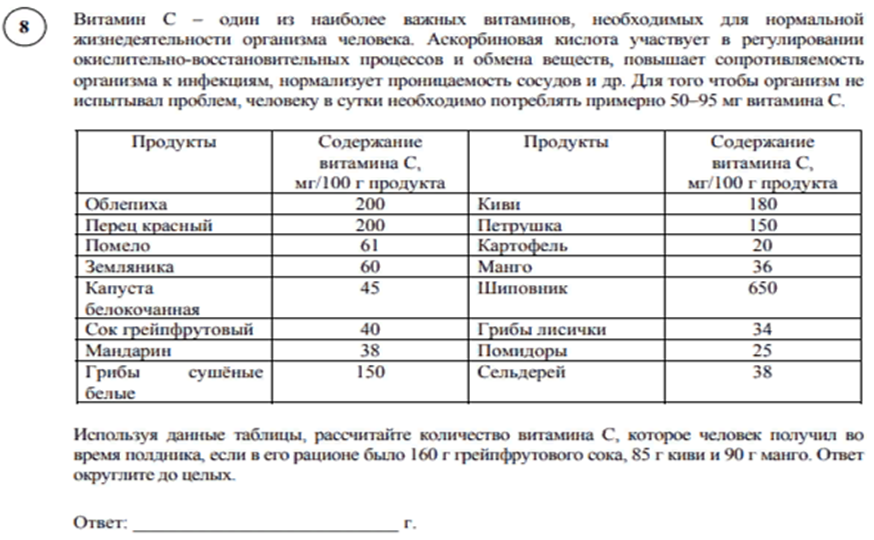 8
Витамин С – один из наиболее важных витаминов, необходимых для нормальной
жизнедеятельности организма человека. Аскорбиновая кислота участвует в регулировании
окислительно-восстановительных процессов и обмена веществ, повышает сопротивляемость
организма к инфекциям, нормализует проницаемость сосудов и др. Для того чтобы организм не
испытывал проблем, человеку в сутки необходимо потреблять примерно 50–95 мг витамина С.
Продукты Содержание Продукты Содержание
витамина С, витамина С,
мг/100 г продукта мг/100 г продукта
Облепиха 200 Киви 180
Перец красный 200 Петрушка 150
Помело 61 Картофель 20
Земляника 60 Манго 36
Капуста 45 Шиповник 650
белокочанная
Сок грейпфрутовый 40 Грибы лисички 34
Мандарин 38 Помидоры 25
Грибы сушёные 150 Сельдерей 38
белые
Используя данные таблицы, рассчитайте количество витамина С, которое человек получил во
время полдника, если в его рационе было 160 г грейпфрутового сока, 85 г киви и 90 г манго. Ответ
округлите до целых.
Ответ: ______________________________ г.